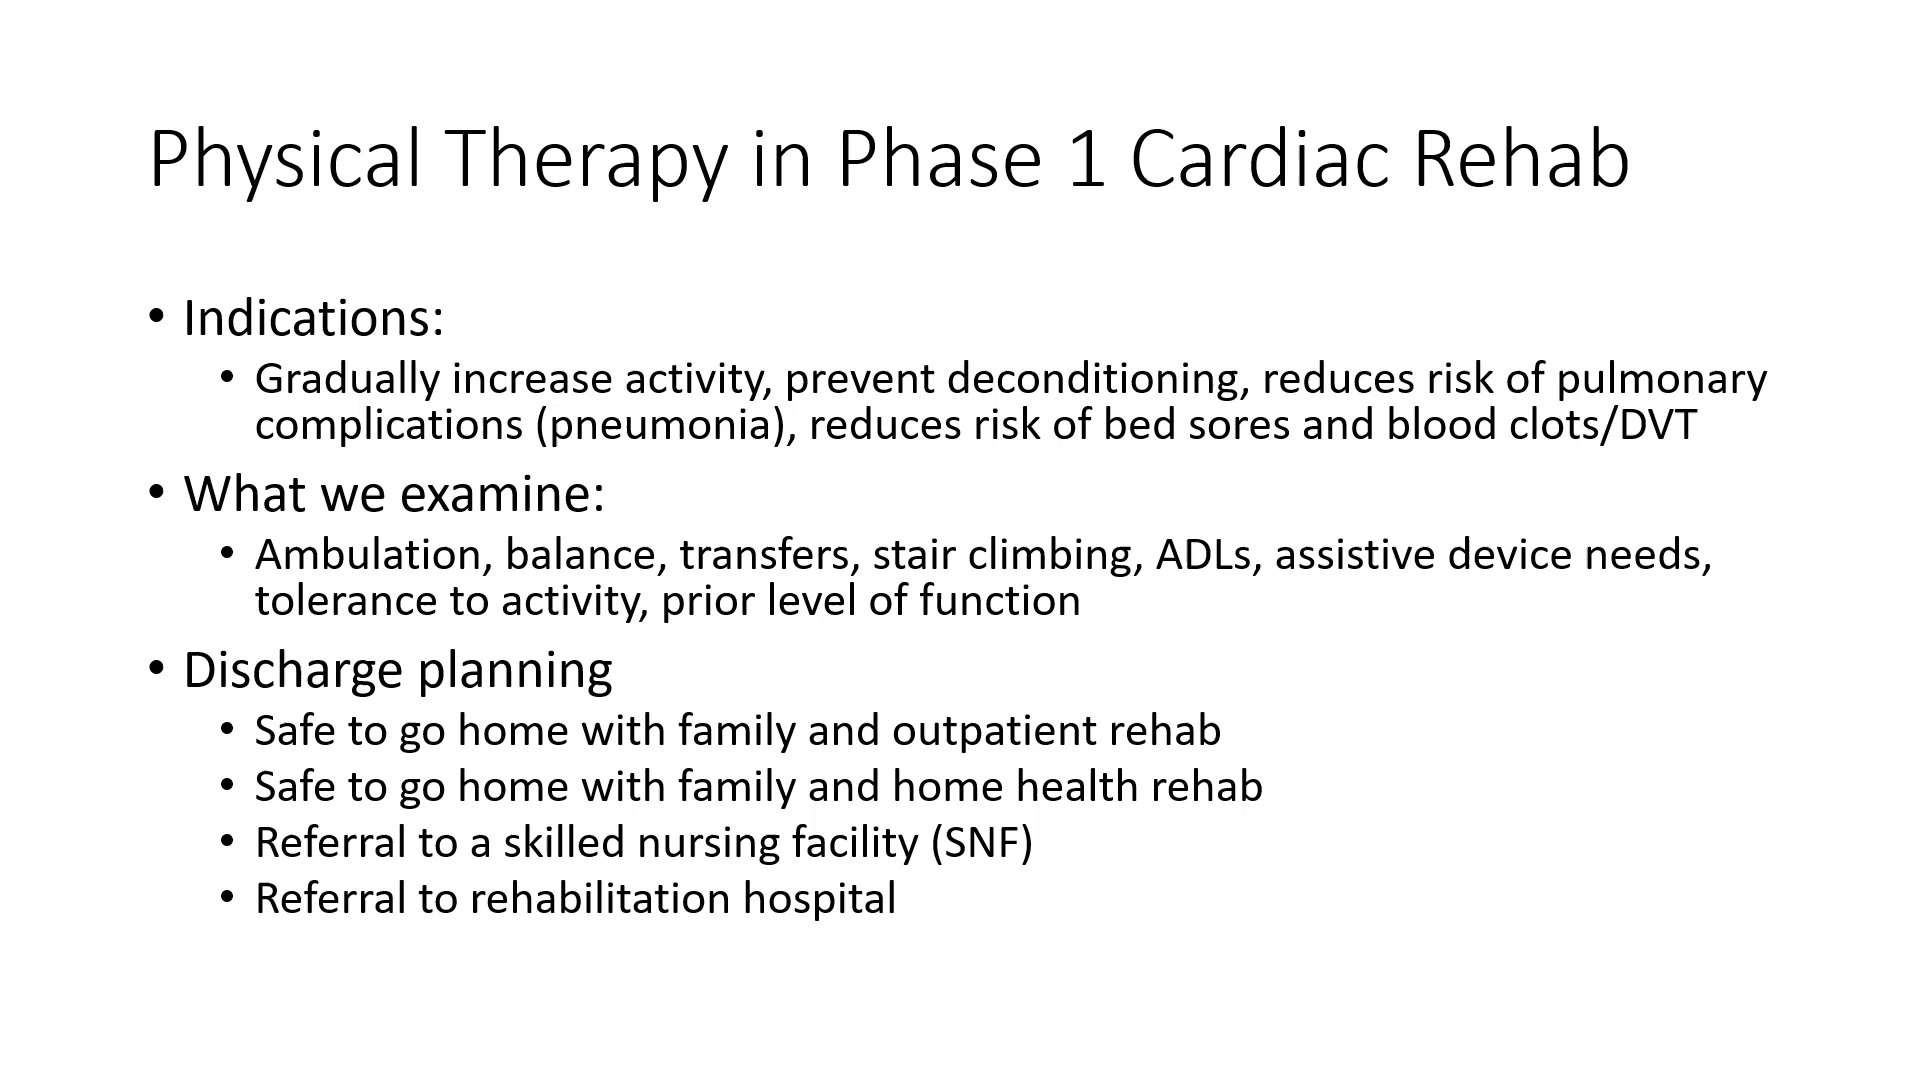 Physical Therapy in Phase 1 Cardiac Rehab
• Indications:
• Gradually increase activity, prevent deconditioning, reduces risk of pulmonary
complications (pneumonia), reduces risk of bed sores and blood clots/DVT
• What we examine:
• Ambulation, balance, transfers, stair climbing, ADLs, assistive device needs,
tolerance to activity, prior level of function
• Discharge planning
• Safe to go home with family and outpatient rehab
• Safe to go home with family and home health rehab
• Referral to a skilled nursing facility (SNF)
• Referral to rehabilitation hospital